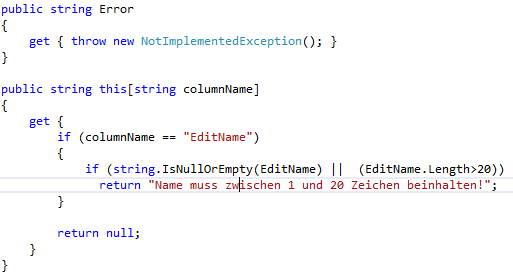 public string Error
{
    get { throw new NotImplementedException(); }
}

public string this[string columnName]
{
    get {
        if (columnName == "EditName")
        {
            if (string.IsNullOrEmpty(EditName) ||  (EditName.Length>20))
              return "Name muss zwischen 1 und 20 Zeichen beinhalten!";
        }

        return null;
    }
}